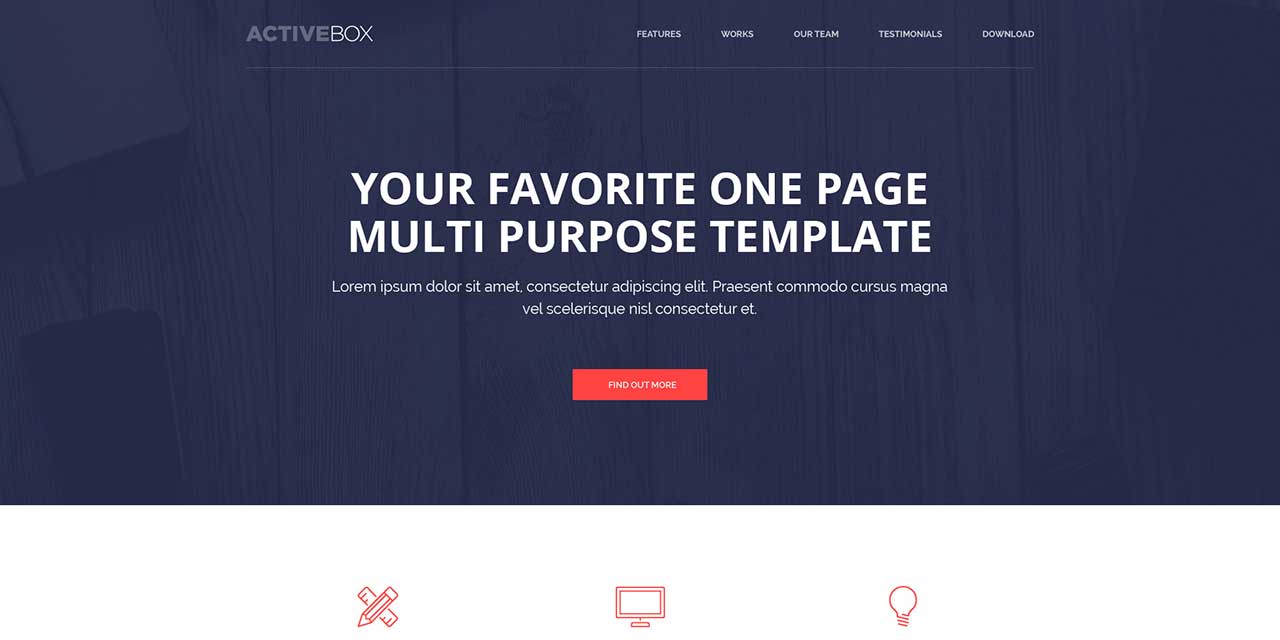 ACTIVEBOX
FEATURES WORKS OUR TEAM TESTIMONIALS DOWNLOAD
YOUR FAVORITE ONE PAGE
MULTI PURPOSE TEMPLATE
Lorem ipsum dolor sit amet, consectetur adipiscing elit. Praesent commodo cursus magna
vel scelerisque nisl consectetur et.
FIND OUT MORE